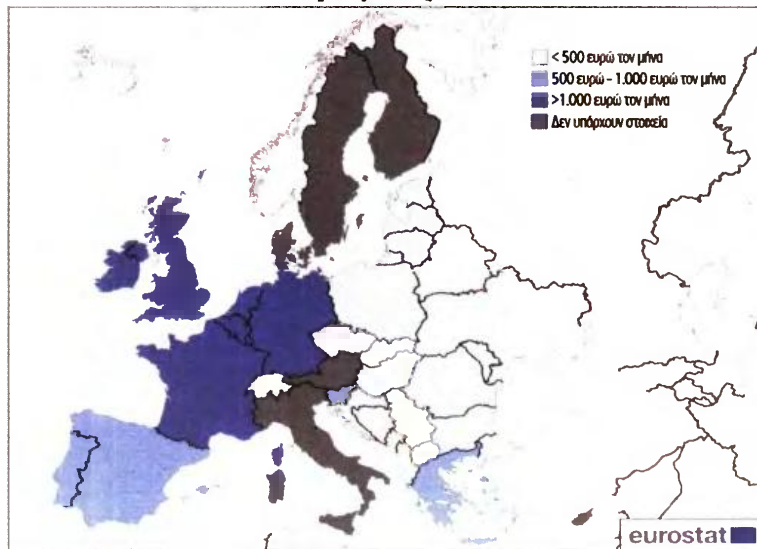 < 500 ευρώ τον μήνα
500 ευρώ - 1.000 ευρώ τον μήνα
>1.000 ευρώ τον μήνα
Δεν υπάρχουν στοιχεία
eurostat